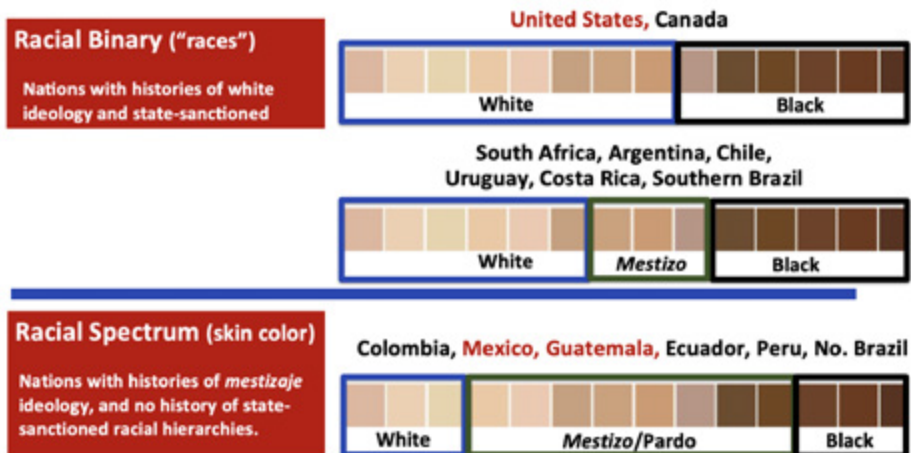 United States, Canada
Racial Binary ("races")
Nations with histories of white
ideology and state-sanctioned
White
Black
South Africa, Argentina, Chile,
Uruguay, Costa Rica, Southern Brazil
White
Mestizo
Black
Racial Spectrum (skin color)
Nations with histories of mestizaje
ideology, and no history of state-
sanctioned racial hierarchies.
Colombia, Mexico, Guatemala, Ecuador, Peru, No. Brazil
White
Mestizo/Pardo
Black